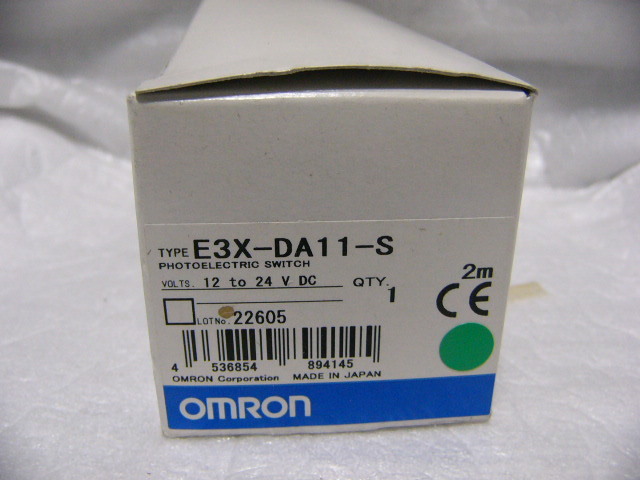 TYPE E3X-DA11-S
PHOTOELECTRIC SWITCH
VOLTS. 12 to 24 V DC QTY. 1
2m
CE
LOT No. 22605
4 536854 894145
OMRON Corporation MADE IN JAPAN
OMRON